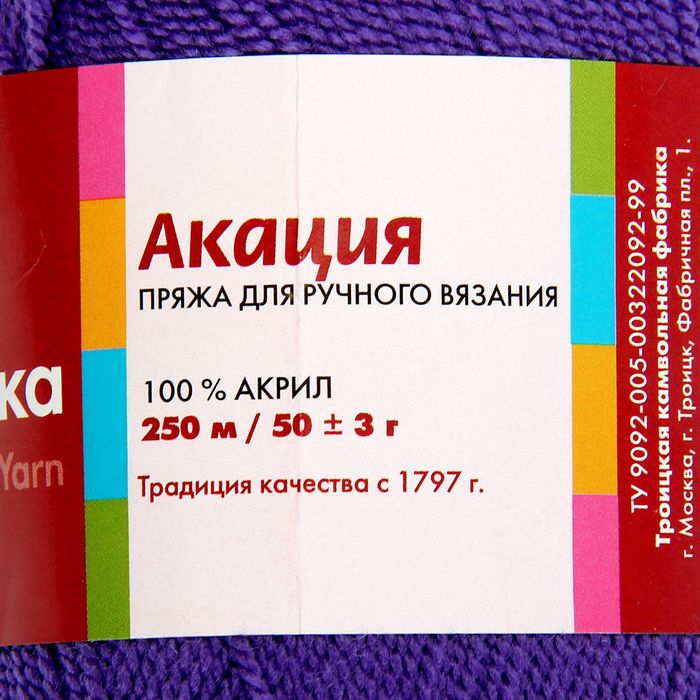 ка
Yarn
Акация
ПРЯЖА ДЛЯ РУЧНОГО ВЯЗАНИЯ
100 % АКРИЛ
250 м / 50 ± 3 г
Традиция качества с 1797 г.
ТУ 9092-005-00322092-99
Троицкая камвольная фабрика
г. Москва, г. Троицк, Фабричная пл., 1.